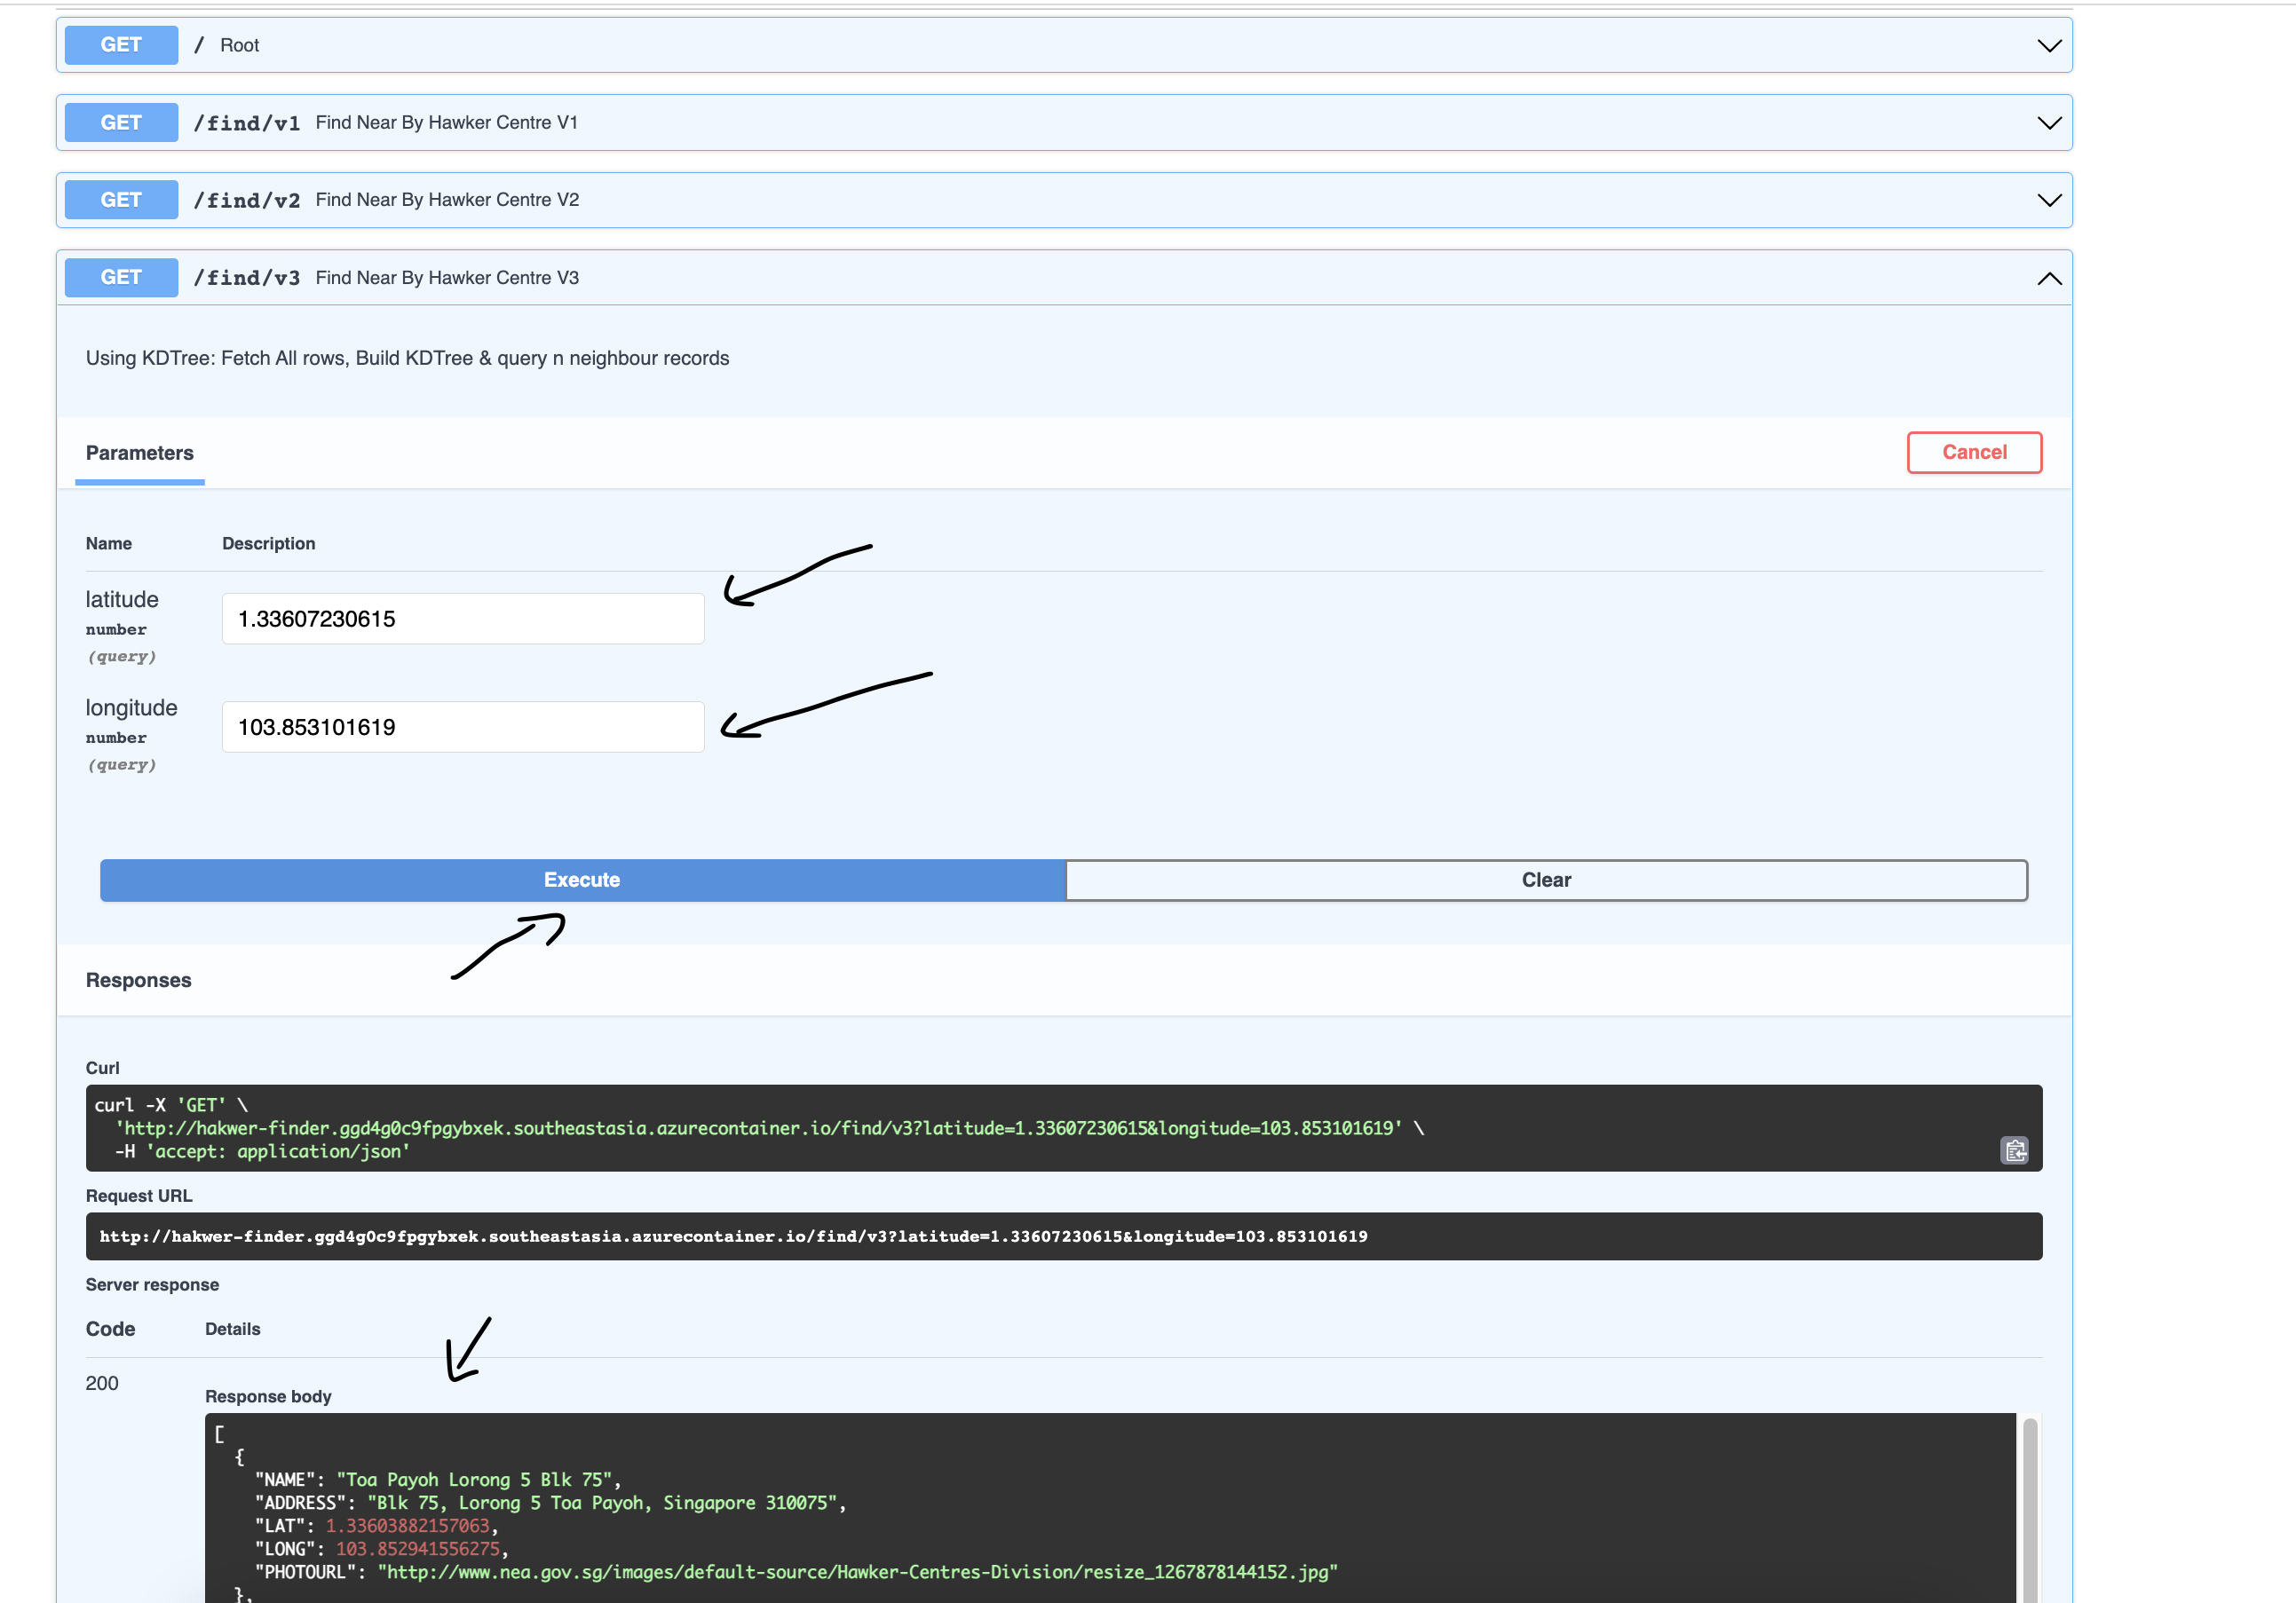 GET / Root
GET /find/v1 Find Near By Hawker Centre V1
GET /find/v2 Find Near By Hawker Centre V2
GET /find/v3 Find Near By Hawker Centre V3
Using KDTree: Fetch All rows, Build KDTree & query n neighbour records
Parameters Cancel
Name Description
latitude
number
(query)
1.33607230615
longitude
number
(query)
103.853101619
Execute Clear
Responses
Curl
curl -X 'GET' \
'http://hakwer-finder.ggd4g0c9fpgybxek.southeastasia.azurecontainer.io/find/v3?latitude=1.33607230615&longitude=103.853101619' \
-H 'accept: application/json'
Request URL
http://hakwer-finder.ggd4g0c9fpgybxek.southeastasia.azurecontainer.io/find/v3?latitude=1.33607230615&longitude=103.853101619
Server response
Code Details
200
Response body
[
{
"NAME": "Toa Payoh Lorong 5 Blk 75",
"ADDRESS": "Blk 75, Lorong 5 Toa Payoh, Singapore 310075",
"LAT": 1.33603882157063,
"LONG": 103.852941556275,
"PHOTOURL": "http://www.nea.gov.sg/images/default-source/Hawker-Centres-Division/resize_1267878144152.jpg"
},